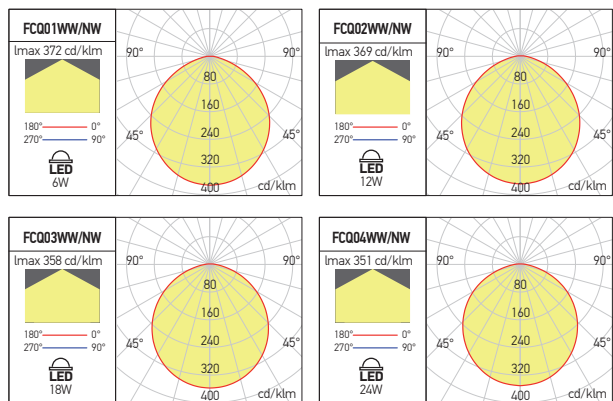 FCQ01WW/NW
Imax 372 cd/klm
180° 0°
270° 90°
LED
6W
90° 90°
80
160
45° 45°
240
320
400 cd/klm
FCQ02WW/NW
Imax 369 cd/klm
180° 0°
270° 90°
LED
12W
90° 90°
80
160
45° 45°
240
320
400 cd/klm
FCQ03WW/NW
Imax 358 cd/klm
180° 0°
270° 90°
LED
18W
90° 90°
80
160
45° 45°
240
320
400 cd/klm
FCQ04WW/NW
Imax 351 cd/klm
180° 0°
270° 90°
LED
24W
90° 90°
80
160
45° 45°
240
320
400 cd/klm